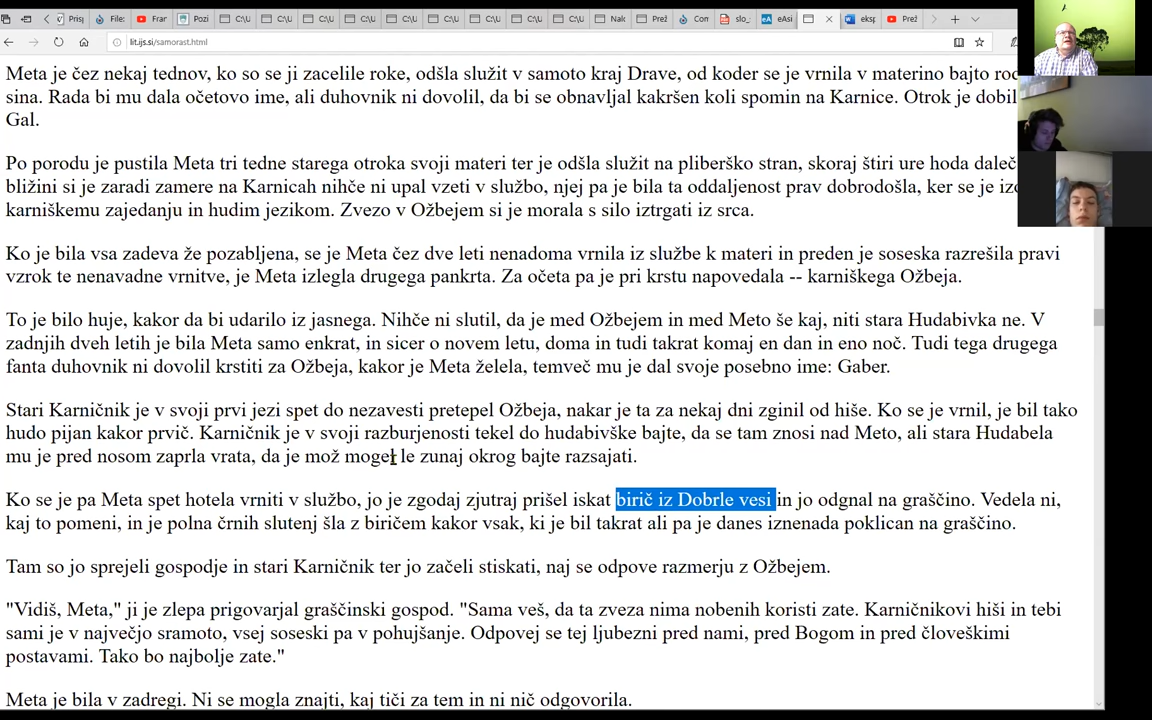 Prisp
File:
Frar
Pozi
C:\U
C:\U
C:\U
C:\U
C:\U
C:\U
C:\U
C:\U
C:\U
Nak
Prež
Cor
slo_
eAsi
eksp
Prež
lit.ijs.si/samorast.html
Meta je čez nekaj tednov, ko so se ji zacelile roke, odšla služit v samoto kraj Drave, od koder se je vrnila v materino bajto roc
sina. Rada bi mu dala očetovo ime, ali duhovnik ni dovolil, da bi se obnavljal kakršen koli spomin na Karnice. Otrok je dobil
Gal.
Po porodu je pustila Meta tri tedne starega otroka svoji materi ter je odšla služit na pliberško stran, skoraj štiri ure hoda daleč
bližini si je zaradi zamere na Karnicah nihče ni upal vzeti v službo, njej pa je bila ta oddaljenost prav dobrodošla, ker se je izo
karniškemu zajedanju in hudim jezikom. Zvezo v Ožbejem si je morala s silo iztrgati iz srca.
Ko je bila vsa zadeva že pozabljena, se je Meta čez dve leti nenadoma vrnila iz službe k materi in preden je soseska razrešila pravi
vzrok te nenavadne vrnitve, je Meta izlegla drugega pankrta. Za očeta pa je pri krstu napovedala -- karniškega Ožbeja.
To je bilo huje, kakor da bi udarilo iz jasnega. Nihče ni slutil, da je med Ožbejem in med Meto še kaj, niti stara Hudabivka ne. V
zadnjih dveh letih je bila Meta samo enkrat, in sicer o novem letu, doma in tudi takrat komaj en dan in eno noč. Tudi tega drugega
fanta duhovnik ni dovolil krstiti za Ožbeja, kakor je Meta želela, temveč mu je dal svoje posebno ime: Gaber.
Stari Karničnik je v svoji prvi jezi spet do nezavesti pretepel Ožbeja, nakar je ta za nekaj dni zginil od hiše. Ko se je vrnil, je bil tako
hudo pijan kakor prvič. Karničnik je v svoji razburjenosti tekel do hudabivške bajte, da se tam znosi nad Meto, ali stara Hudabela
mu je pred nosom zaprla vrata, da je mož mogel le zunaj okrog bajte razsajati.
Ko se je pa Meta spet hotela vrniti v službo, jo je zgodaj zjutraj prišel iskat birič iz Dobrle vesi in jo odgnal na graščino. Vedela ni,
kaj to pomeni, in je polna črnih slutenj šla z biričem kakor vsak, ki je bil takrat ali pa je danes iznenada poklican na graščino.
Tam so jo sprejeli gospodje in stari Karničnik ter jo začeli stiskati, naj se odpove razmerju z Ožbejem.
"Vidiš, Meta," ji je zlepa prigovarjal graščinski gospod. "Sama veš, da ta zveza nima nobenih koristi zate. Karničnikovi hiši in tebi
sami je v največjo sramoto, vsej soseski pa v pohujšanje. Odpovej se tej ljubezni pred nami, pred Bogom in pred človeškimi
postavami. Tako bo najbolje zate."
Meta je bila v zadregi. Ni se mogla znajti, kaj tiči za tem in ni nič odgovorila.